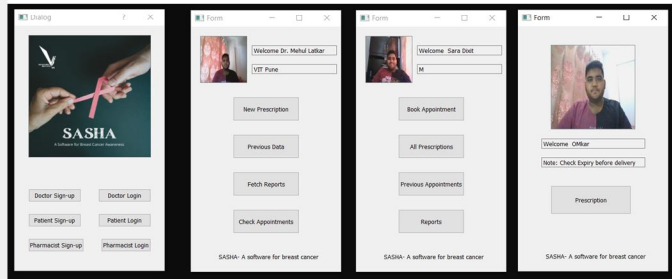 Dialog
SASHA
A Software for Breast Cancer Awareness
Doctor Sign-up
Doctor Login
Patient Sign-up
Patient Login
Pharmacist Sign-up
Pharmacist Login
Form
Welcome Dr. Mehul Latkar
VIT Pune
New Prescription
Previous Data
Fetch Reports
Check Appointments
SASHA- A software for breast cancer
Form
Welcome Sara Dixit
M
Book Appointment
All Prescriptions
Previous Appointments
Reports
SASHA- A software for breast cancer
Form
Welcome OMkar
Note: Check Expiry before delivery
Prescription
SASHA- A software for breast cancer